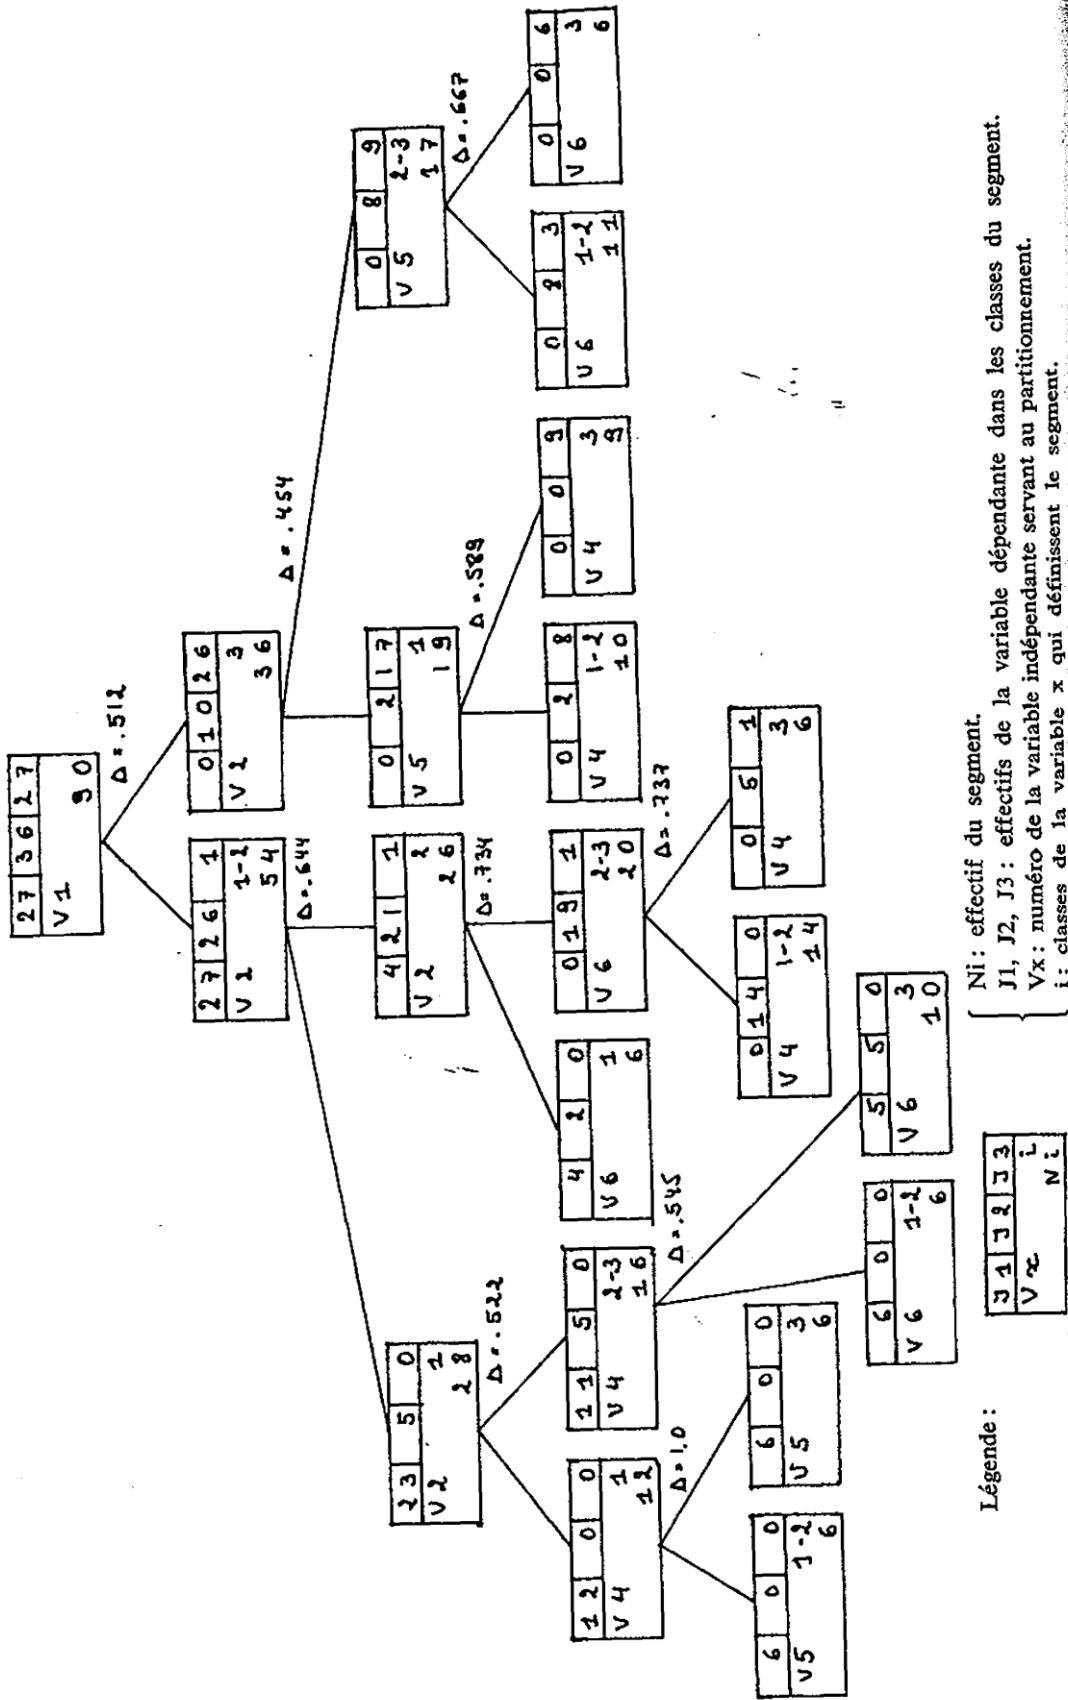 27 36 27
V1
90
Δ = .512
27 26 1
V2 1-2
54
Δ = .644
0 10 26
V2 3
36
Δ = .454
23 5 0
V2 1
28
Δ = .522
4 21 1
V2 2
26
Δ = .734
0 2 17
V5 1
19
Δ = .589
0 8 9
V5 2-3
17
Δ = .667
12 0 0
V4 1
12
Δ = 1.0
11 5 0
V4 2-3
16
Δ = .545
4 2 0
V6 1
6
0 19 1
V6 2-3
20
Δ = .737
0 2 8
V4 1-2
10
0 0 9
V4 3
9
0 8 3
V6 1-2
11
0 0 6
V6 3
6
6 0 0
V5 1-2
6
6 0 0
V5 3
6
6 0 0
V6 1-2
6
5 5 0
V6 3
10
0 14 0
V4 1-2
14
0 5 1
V4 3
6
Légende :
J1 J2 J3
Vx i
Ni
Ni : effectif du segment.
J1, J2, J3 : effectifs de la variable dépendante dans les classes du segment.
Vx : numéro de la variable indépendante servant au partitionnement.
i : classes de la variable x qui définissent le segment.